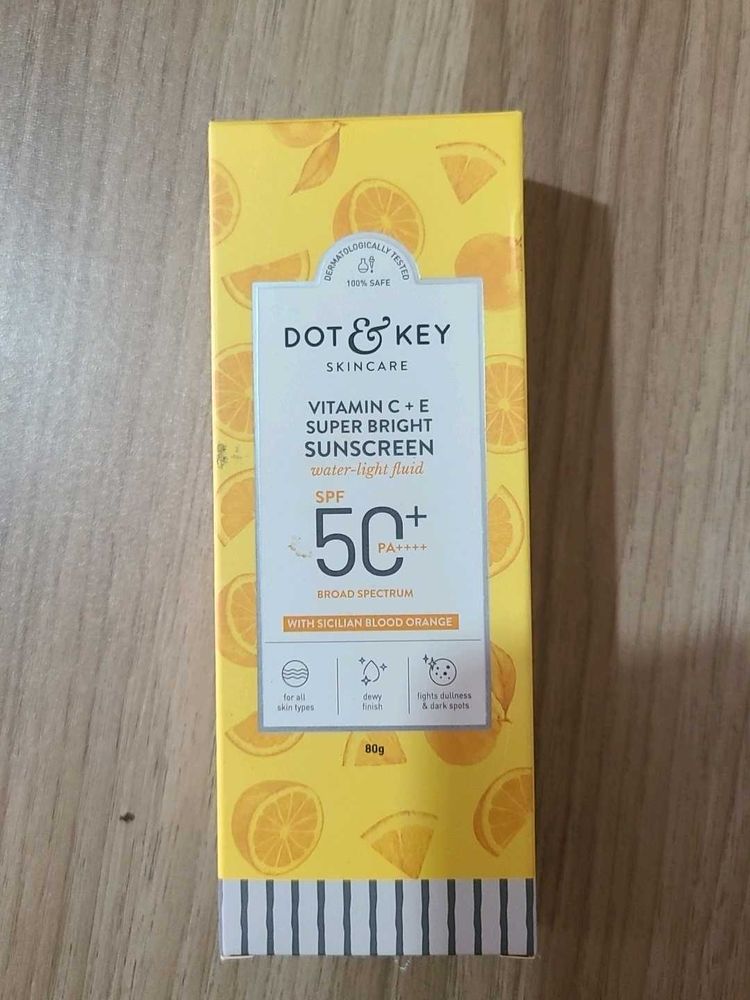 DERMATOLOGICALLY TESTED
100% SAFE
DOT & KEY
SKINCARE
VITAMIN C + E
SUPER BRIGHT
SUNSCREEN
water-light fluid
SPF
50+
PA++++
BROAD SPECTRUM
WITH SICILIAN BLOOD ORANGE
for all
skin types
dewy
finish
fights dullness
& dark spots
80g